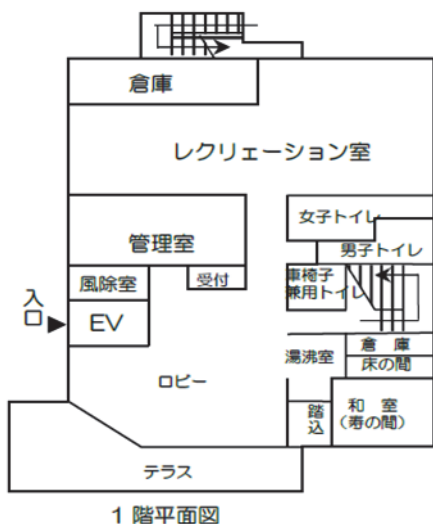 倉庫
レクリェーション室
女子トイレ
管理室
男子トイレ
風除室
受付
車椅子
兼用トイレ
入口
EV
倉 庫
湯沸室
床の間
ロビー
踏込
和 室
（寿の間）
テラス
1 階平面図